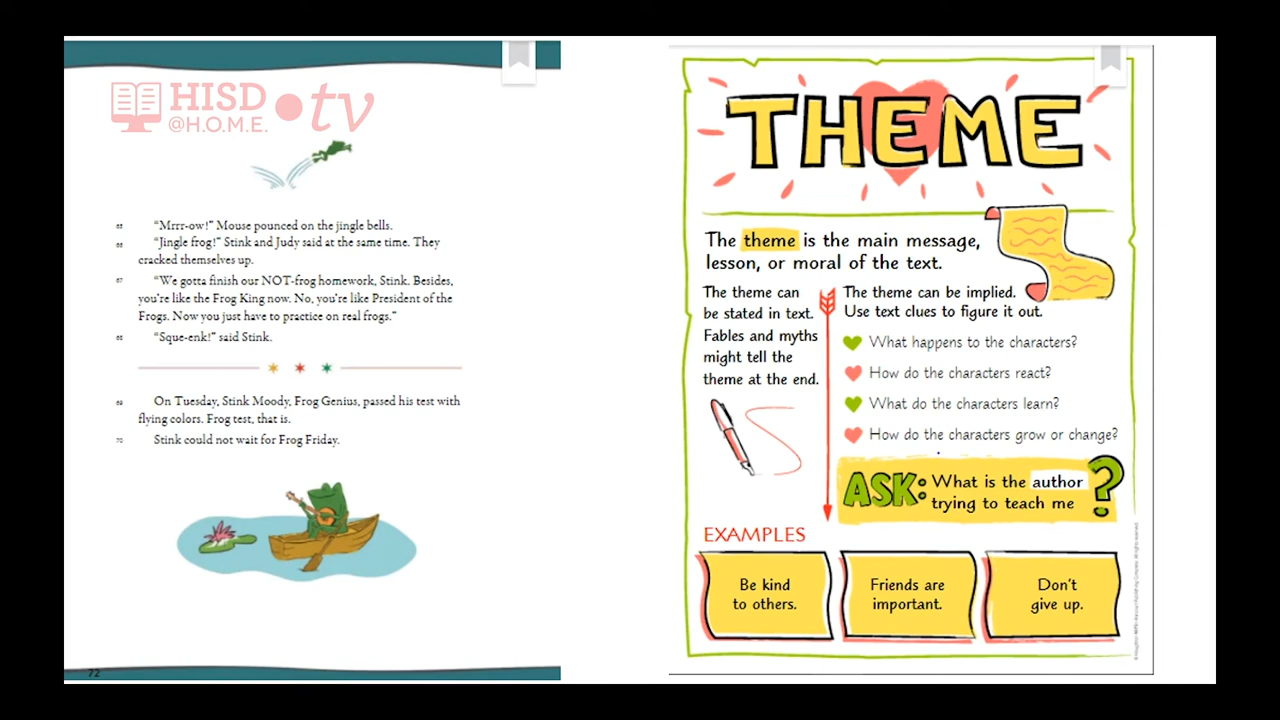 HISD
@H.O.M.E.
tv
65 "Mrrr-ow!" Mouse pounced on the jingle bells.
66 "Jingle frog!" Stink and Judy said at the same time. They
cracked themselves up.
67 "We gotta finish our NOT-frog homework, Stink. Besides,
you're like the Frog King now. No, you're like President of the
Frogs. Now you just have to practice on real frogs."
68 "Sque-enk!" said Stink.
69 On Tuesday, Stink Moody, Frog Genius, passed his test with
flying colors. Frog test, that is.
70 Stink could not wait for Frog Friday.
72
THEME
The theme is the main message,
lesson, or moral of the text.
The theme can
be stated in text.
Fables and myths
might tell the
theme at the end.
The theme can be implied.
Use text clues to figure it out.
What happens to the characters?
How do the characters react?
What do the characters learn?
How do the characters grow or change?
ASK: What is the author
trying to teach me ?
EXAMPLES
Be kind
to others.
Friends are
important.
Don't
give up.